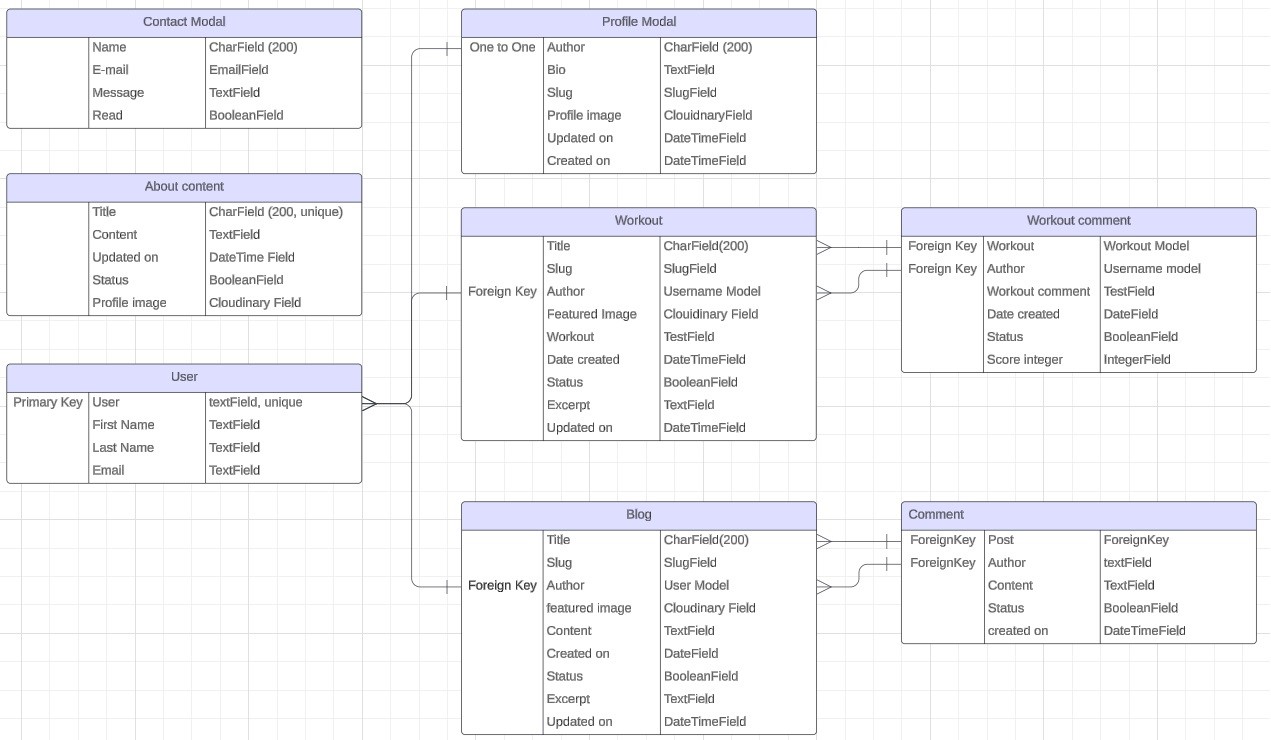 Contact Modal
Name CharField (200)
E-mail EmailField
Message TextField
Read BooleanField
About content
Title CharField (200, unique)
Content TextField
Updated on DateTime Field
Status BooleanField
Profile image Cloudinary Field
User
Primary Key User textField, unique
First Name TextField
Last Name TextField
Email TextField
Profile Modal
One to One Author CharField (200)
Bio TextField
Slug SlugField
Profile image ClouidnaryField
Updated on DateTimeField
Created on DateTimeField
Workout
Title CharField(200)
Slug SlugField
Foreign Key Author Username Model
Featured Image Clouidinary Field
Workout TestField
Date created DateTimeField
Status BooleanField
Excerpt TextField
Updated on DateTimeField
Blog
Title CharField(200)
Slug SlugField
Foreign Key Author User Model
featured image Cloudinary Field
Content TextField
Created on DateField
Status BooleanField
Excerpt TextField
Updated on DateTimeField
Workout comment
Foreign Key Workout Workout Model
Foreign Key Author Username model
Workout comment TestField
Date created DateField
Status BooleanField
Score integer IntegerField
Comment
ForeignKey Post ForeignKey
ForeignKey Author textField
Content TextField
Status BooleanField
created on DateTimeField